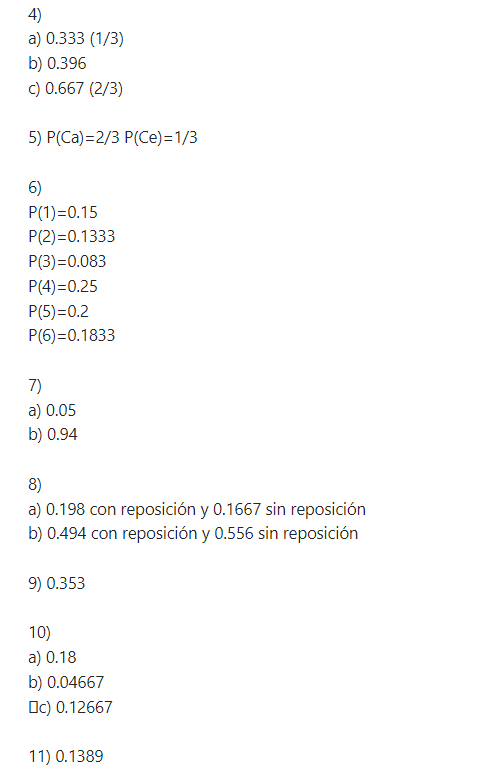 4)
a) 0.333 (1/3)
b) 0.396
c) 0.667 (2/3)
5) P(Ca)=2/3 P(Ce)=1/3
6)
P(1)=0.15
P(2)=0.1333
P(3)=0.083
P(4)=0.25
P(5)=0.2
P(6)=0.1833
7)
a) 0.05
b) 0.94
8)
a) 0.198 con reposición y 0.1667 sin reposición
b) 0.494 con reposición y 0.556 sin reposición
9) 0.353
10)
a) 0.18
b) 0.04667
▯c) 0.12667
11) 0.1389